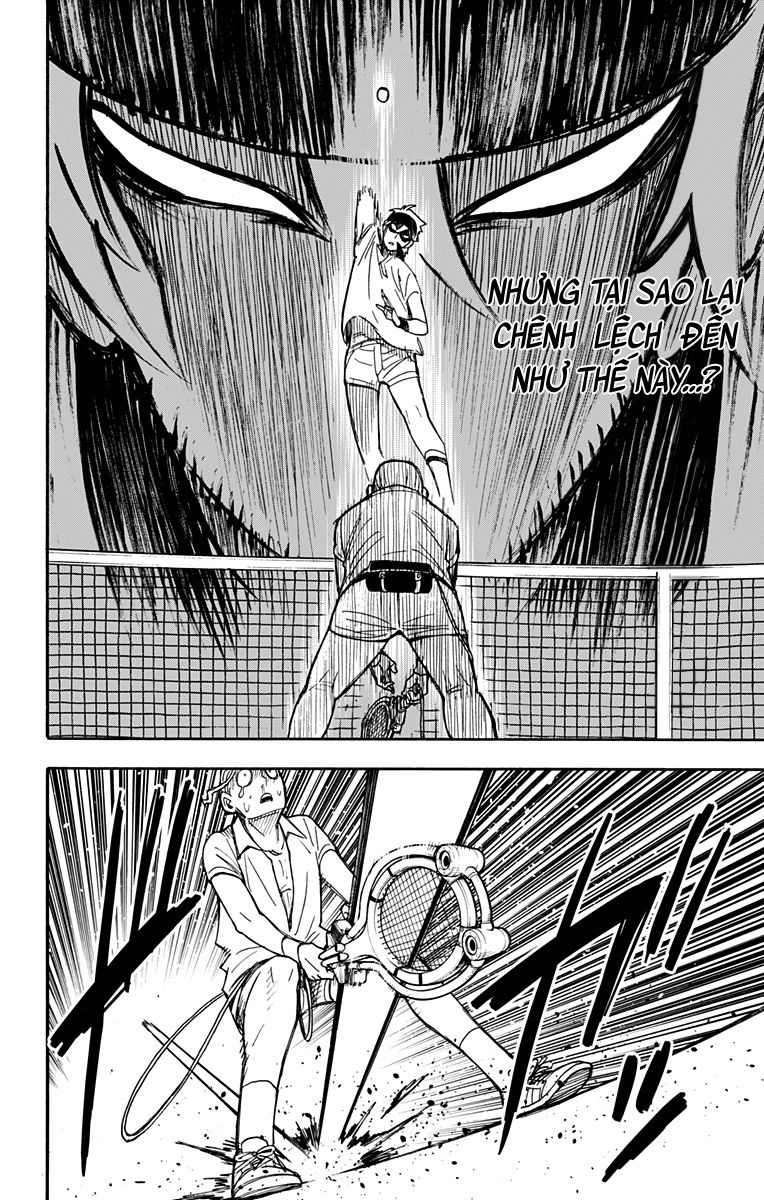 NHƯNG TẠI SAO LẠI
CHÊNH LỆCH ĐẾN
NHƯ THẾ NÀY...?